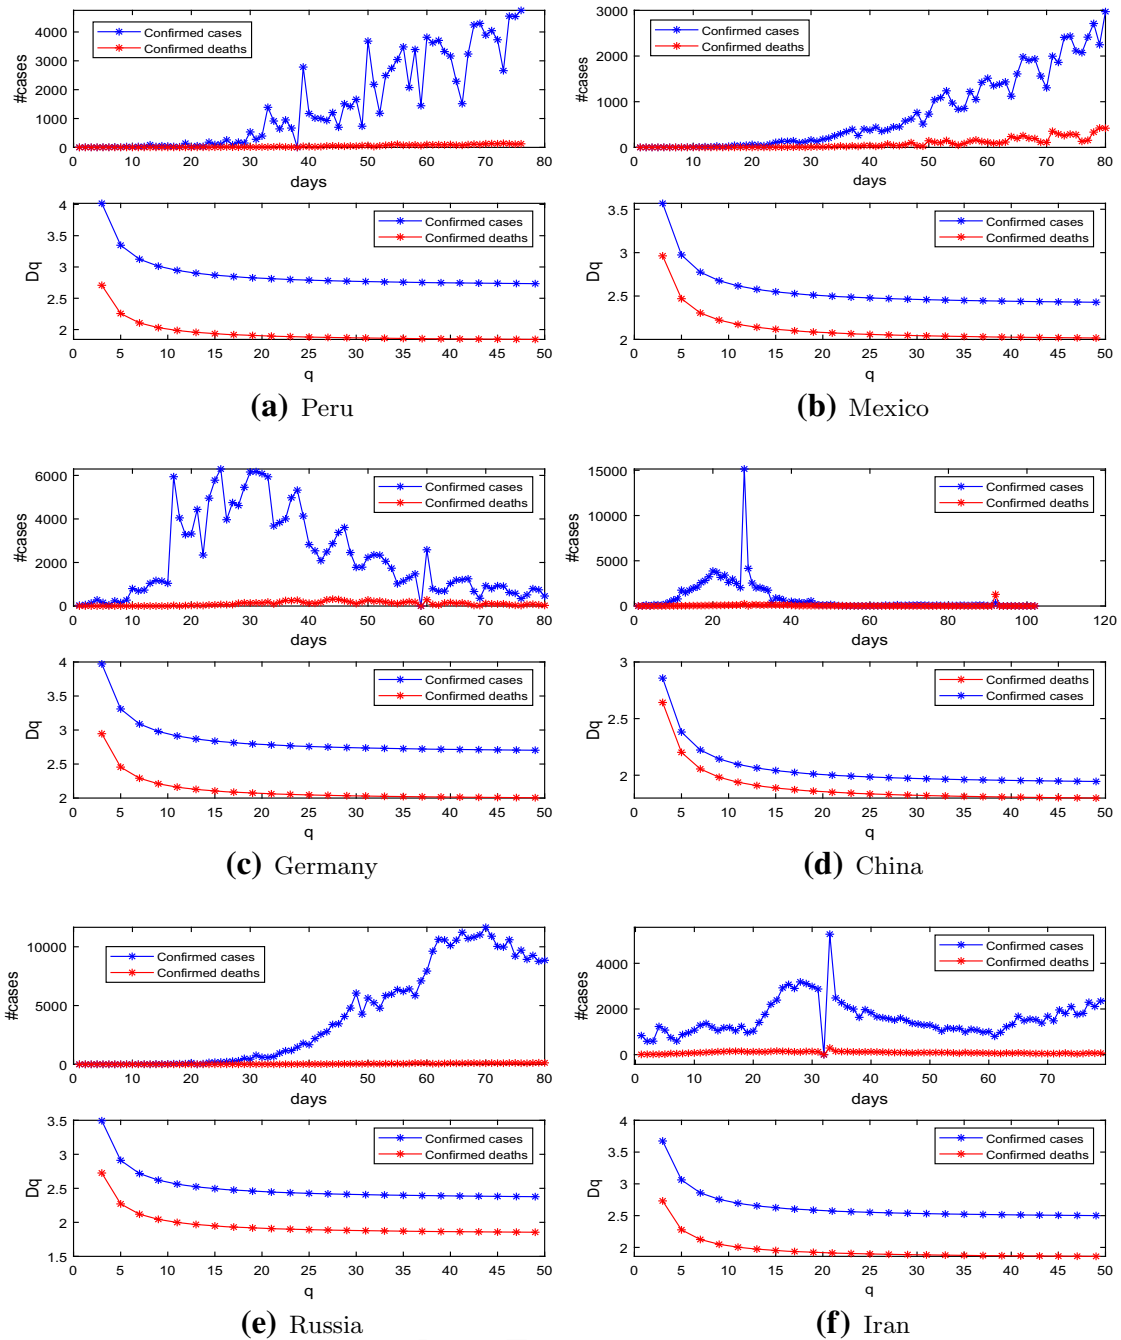 4000
3000
2000
1000
0
#cases
Confirmed cases
Confirmed deaths
0 10 20 30 40 50 60 70 80
days
4
3.5
3
2.5
2
Dq
Confirmed cases
Confirmed deaths
0 5 10 15 20 25 30 35 40 45 50
q
(a) Peru
3000
2000
1000
0
#cases
Confirmed cases
Confirmed deaths
0 10 20 30 40 50 60 70 80
days
3.5
3
2.5
2
Dq
Confirmed cases
Confirmed deaths
0 5 10 15 20 25 30 35 40 45 50
q
(b) Mexico
6000
4000
2000
0
#cases
Confirmed cases
Confirmed deaths
0 10 20 30 40 50 60 70 80
days
4
3.5
3
2.5
2
Dq
Confirmed cases
Confirmed deaths
0 5 10 15 20 25 30 35 40 45 50
q
(c) Germany
15000
10000
5000
0
#cases
Confirmed cases
Confirmed deaths
0 20 40 60 80 100 120
days
3
2.5
2
Dq
Confirmed deaths
Confirmed cases
0 5 10 15 20 25 30 35 40 45 50
q
(d) China
10000
5000
0
#cases
Confirmed cases
Confirmed deaths
0 10 20 30 40 50 60 70 80
days
3.5
3
2.5
2
1.5
Dq
Confirmed cases
Confirmed deaths
0 5 10 15 20 25 30 35 40 45 50
q
(e) Russia
4000
2000
0
#cases
Confirmed cases
Confirmed deaths
0 10 20 30 40 50 60 70
days
4
3.5
3
2.5
2
Dq
Confirmed cases
Confirmed deaths
0 5 10 15 20 25 30 35 40 45 50
q
(f) Iran